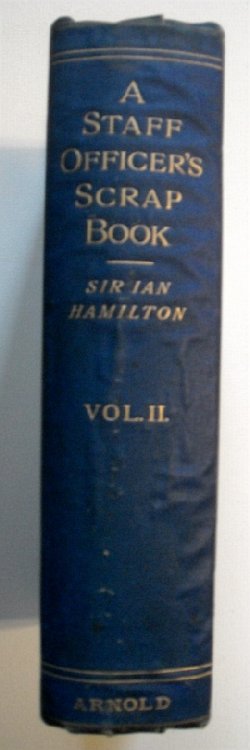 A
STAFF
OFFICER'S
SCRAP
BOOK
SIR IAN
HAMILTON
VOL. II.
ARNOLD